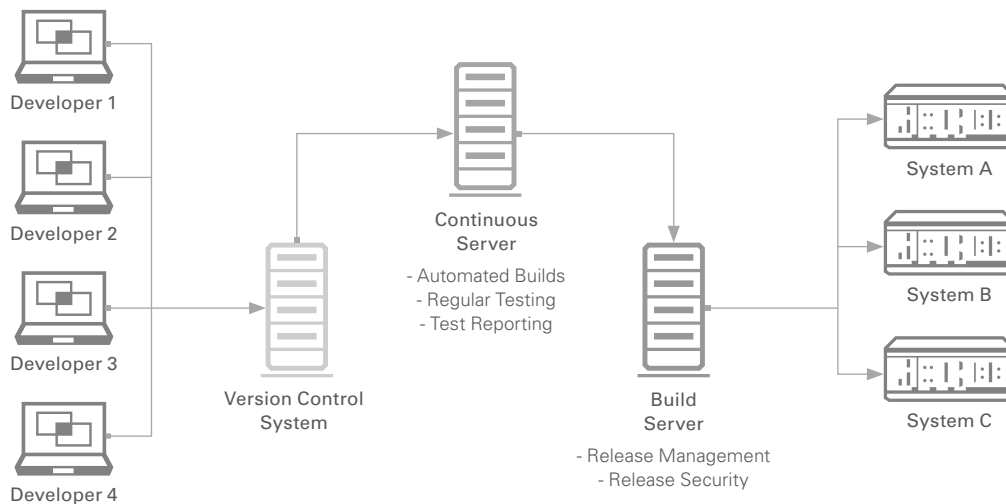 Developer 1
Developer 2
Developer 3
Developer 4
Version Control
System
Continuous
Server
- Automated Builds
- Regular Testing
- Test Reporting
Build
Server
- Release Management
- Release Security
System A
System B
System C